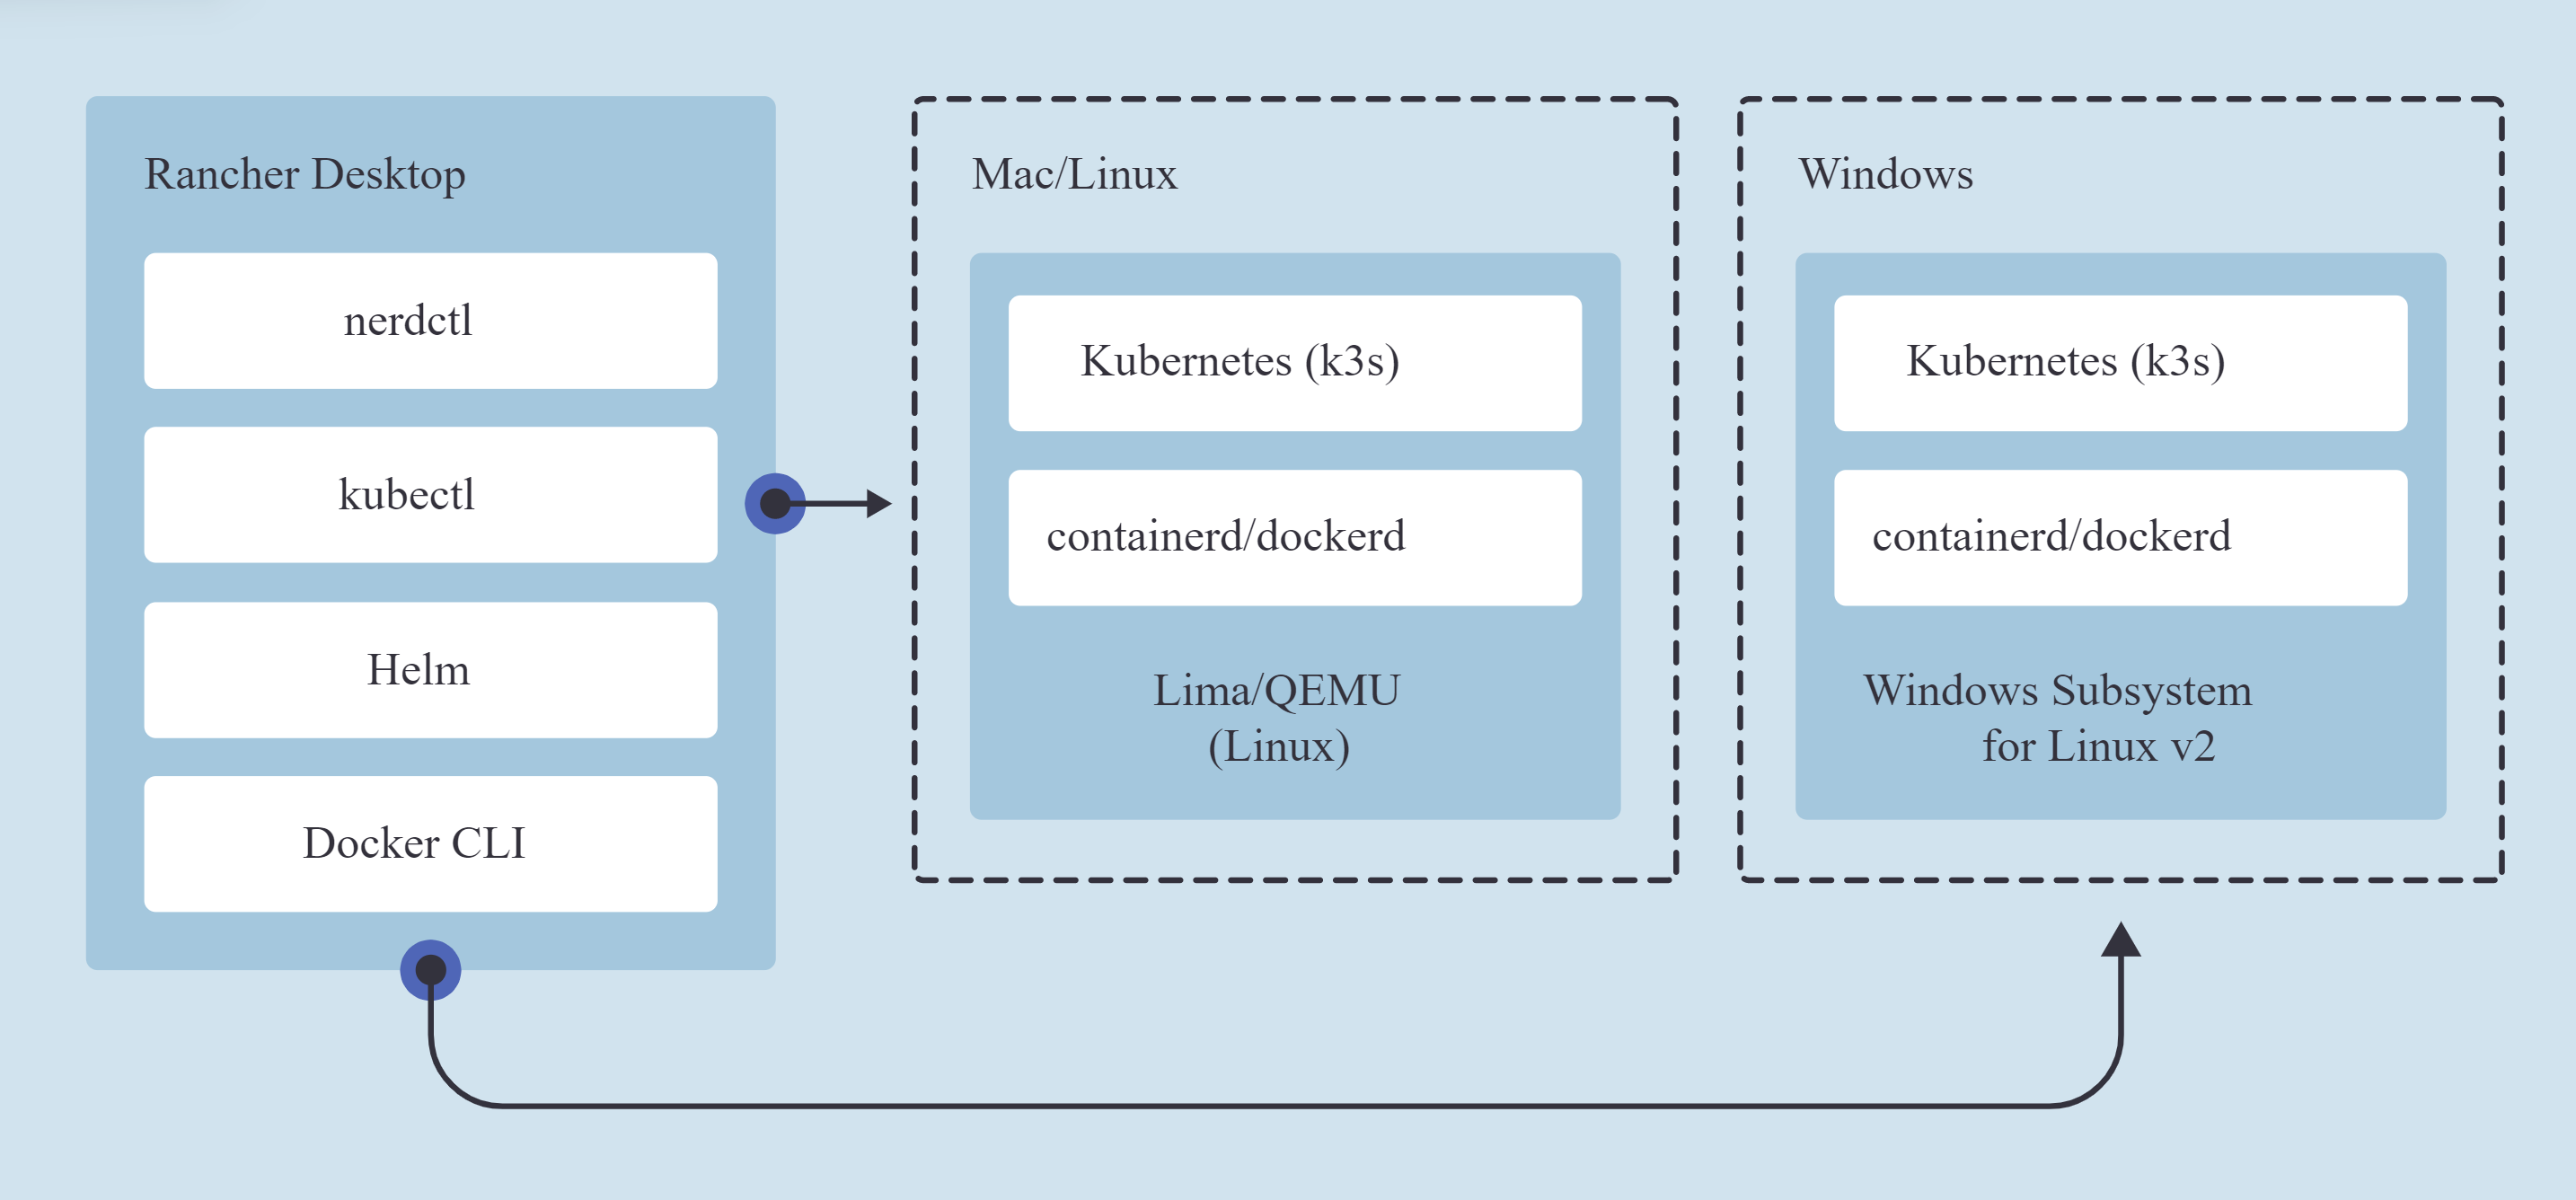 Rancher Desktop
nerdctl
kubectl
Helm
Docker CLI
Mac/Linux
Kubernetes (k3s)
containerd/dockerd
Lima/QEMU
(Linux)
Windows
Kubernetes (k3s)
containerd/dockerd
Windows Subsystem
for Linux v2